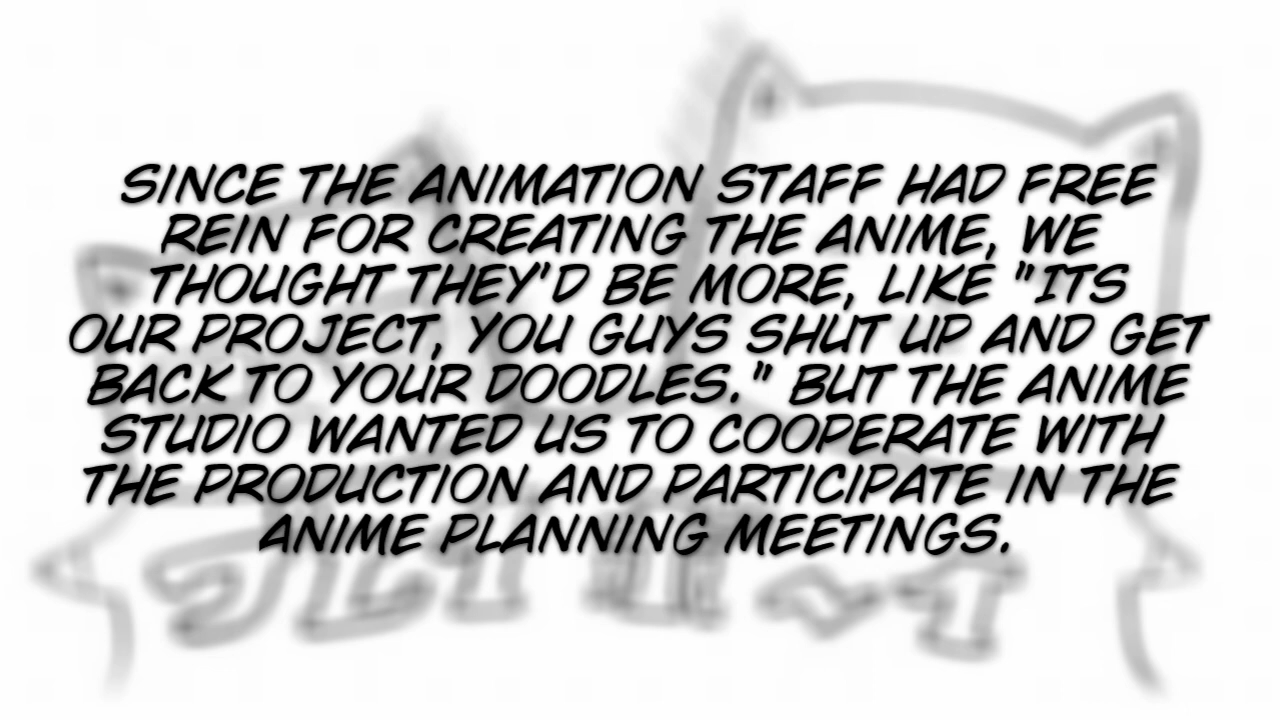 SINCE THE ANIMATION STAFF HAD FREE
REIN FOR CREATING THE ANIME, WE
THOUGHT THEY'D BE MORE, LIKE "ITS
OUR PROJECT, YOU GUYS SHUT UP AND GET
BACK TO YOUR DOODLES." BUT THE ANIME
STUDIO WANTED US TO COOPERATE WITH
THE PRODUCTION AND PARTICIPATE IN THE
ANIME PLANNING MEETINGS.